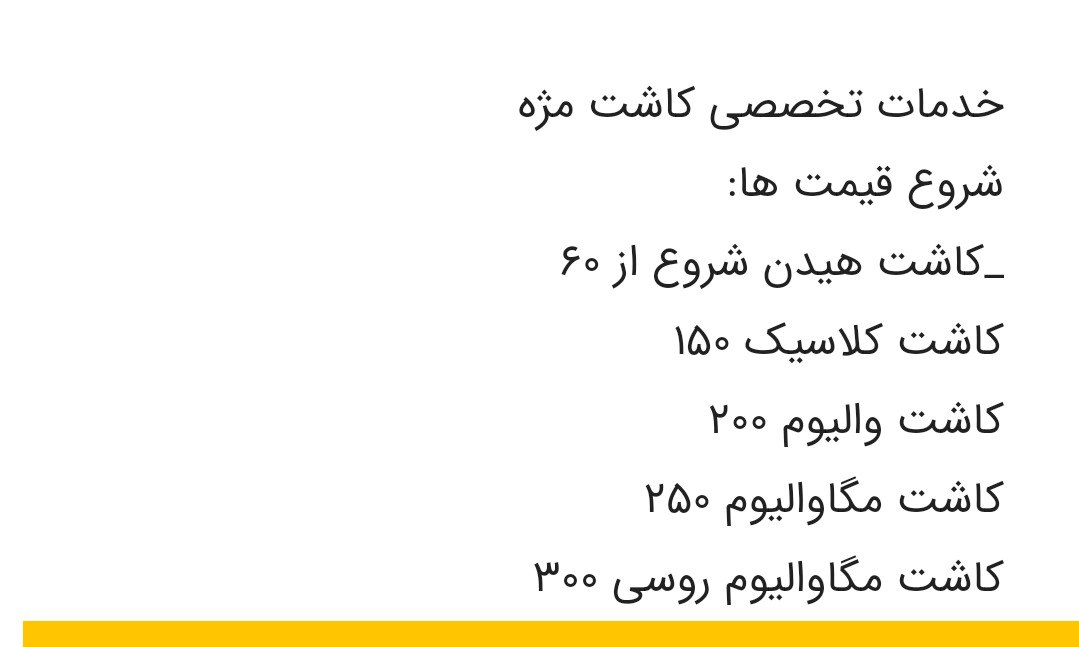 خدمات تخصصی کاشت مژه
شروع قیمت ها:
_کاشت هیدن شروع از ۶۰
کاشت کلاسیک ۱۵۰
کاشت والیوم ۲۰۰
کاشت مگاوالیوم ۲۵۰
کاشت مگاوالیوم روسی ۳۰۰